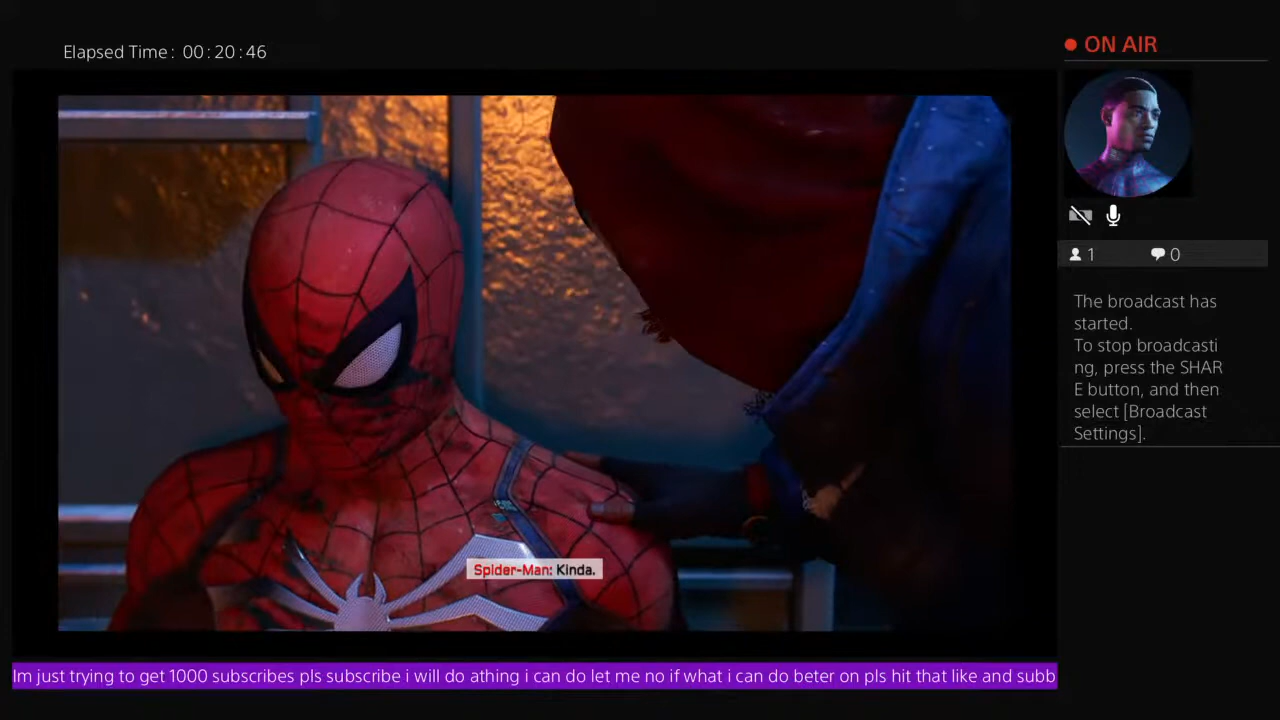 Elapsed Time: 00:20:46
ON AIR
1 0
The broadcast has
started.
To stop broadcasti
ng, press the SHAR
E button, and then
select [Broadcast
Settings].
Spider-Man: Kinda.
Im just trying to get 1000 subscribes pls subscribe i will do athing i can do let me no if what i can do beter on pls hit that like and subb